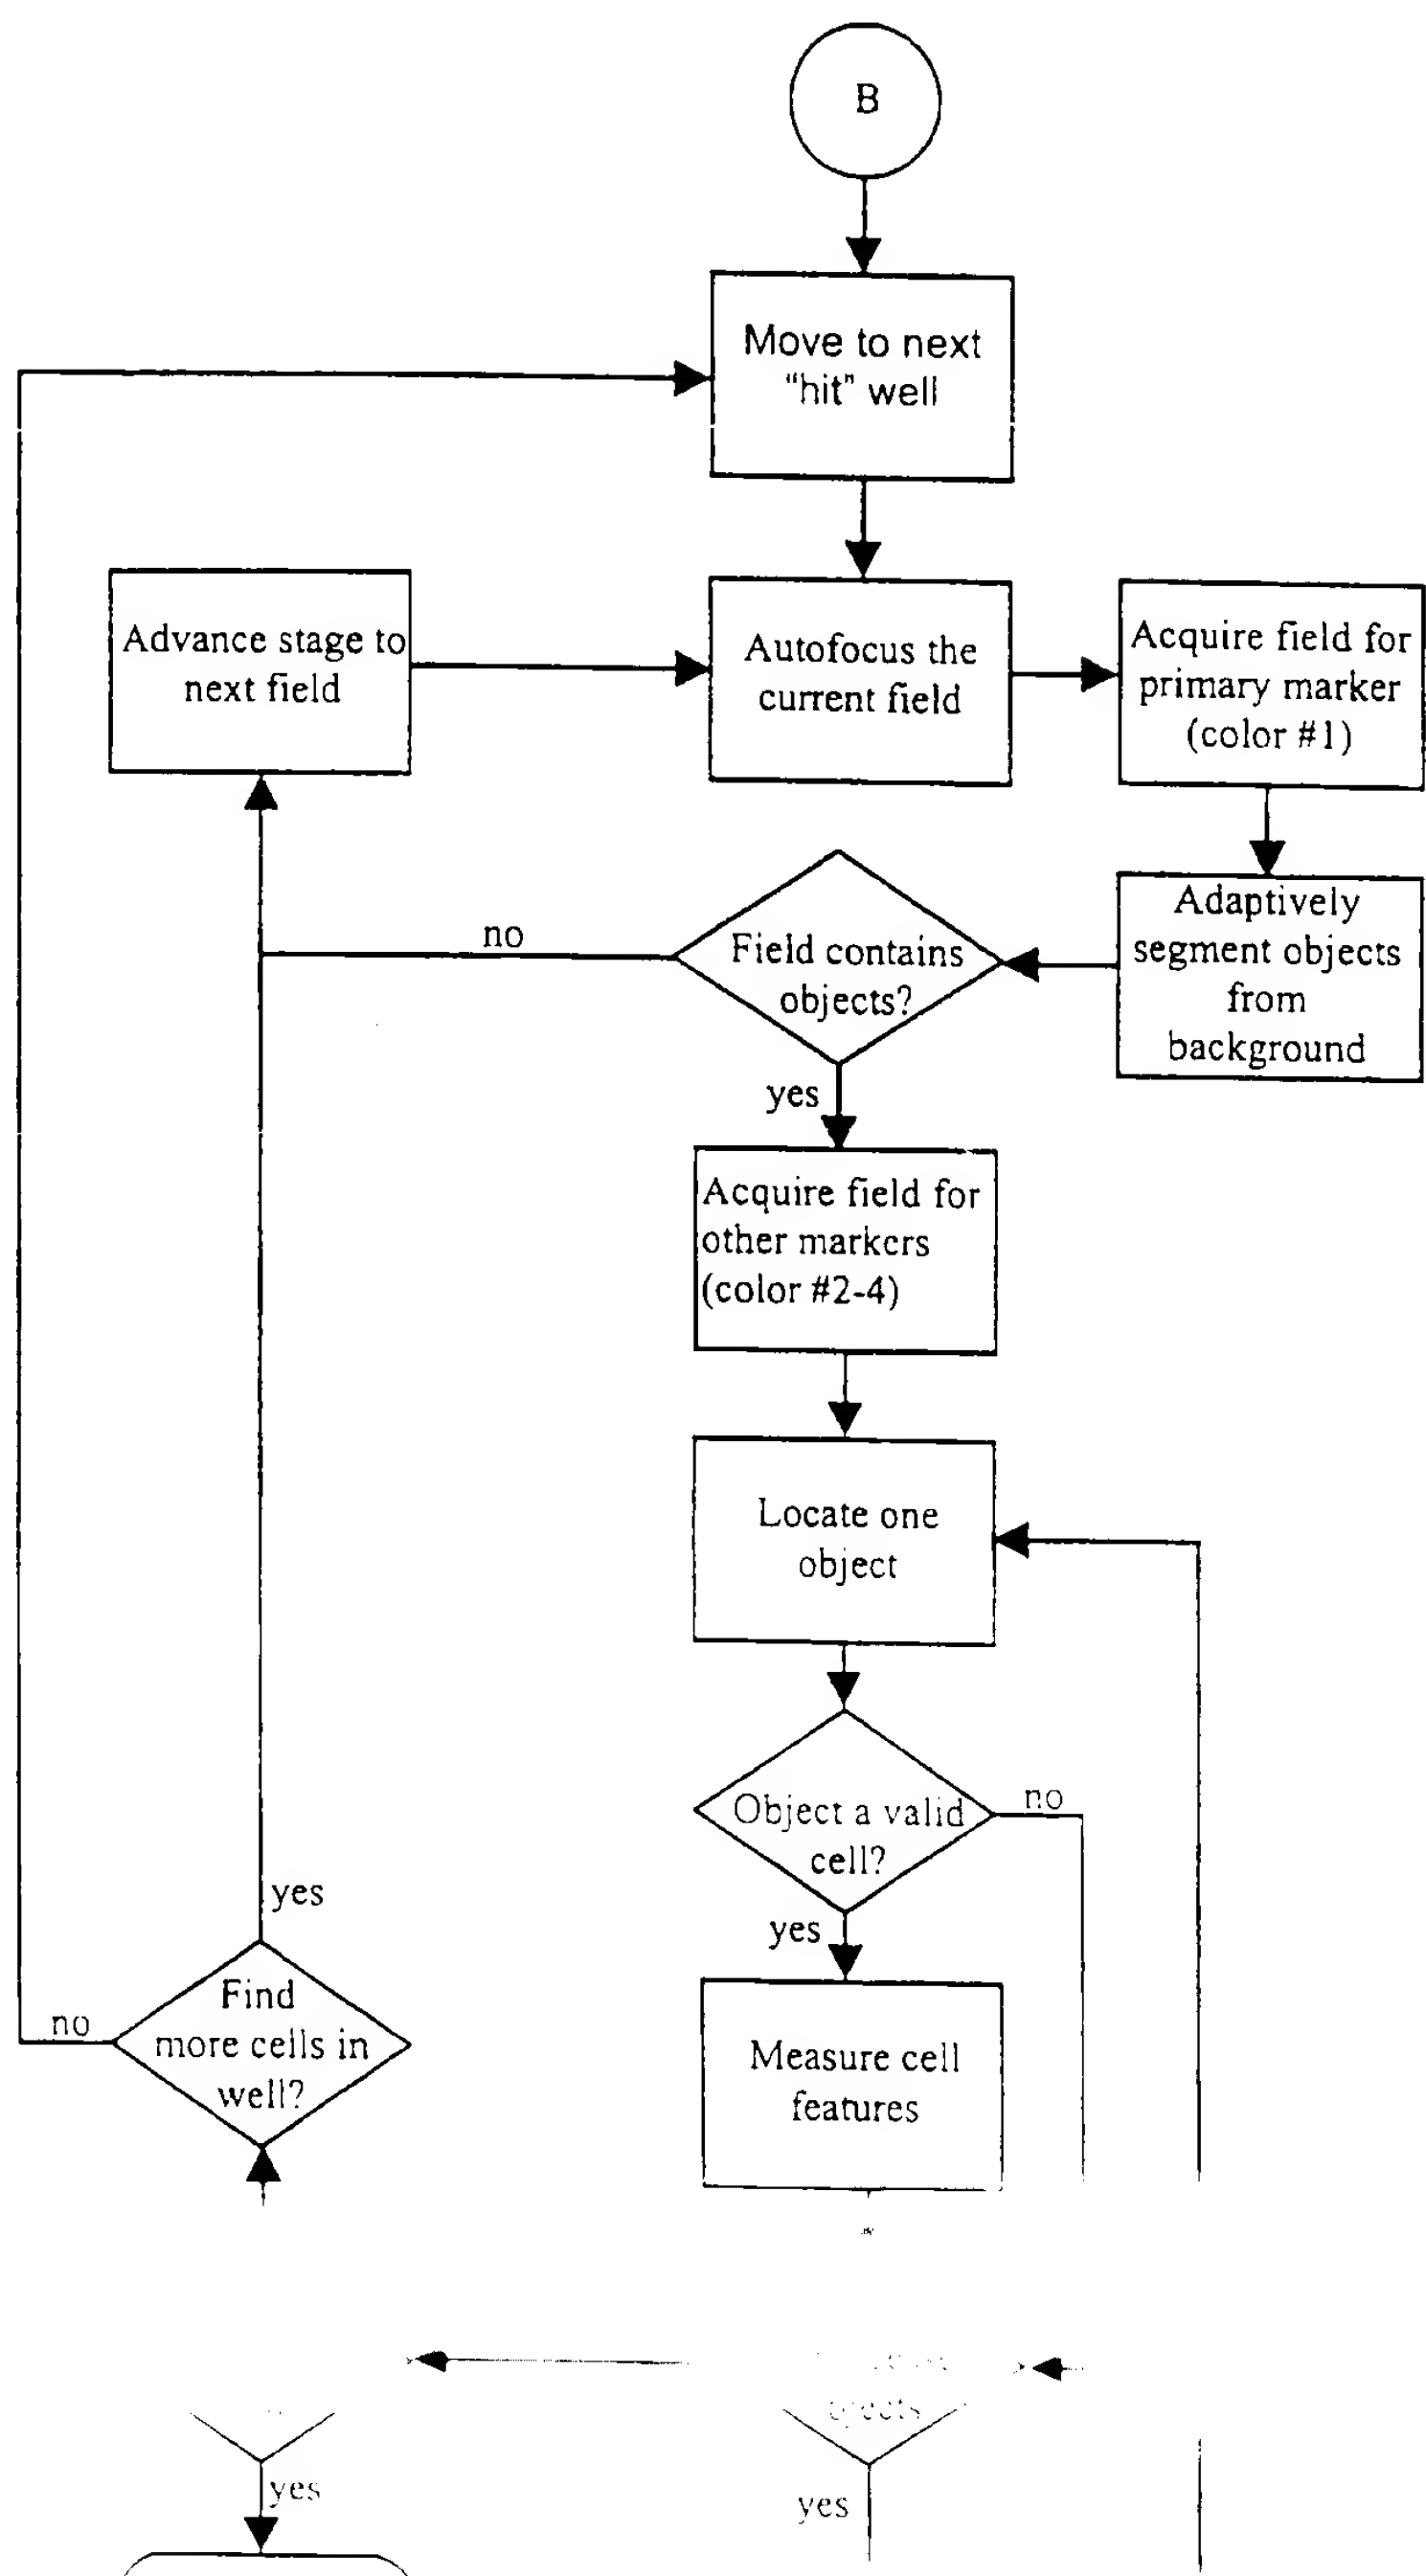 B
Move to next
"hit" well
Advance stage to
next field
Autofocus the
current field
Acquire field for
primary marker
(color #1)
Adaptively
segment objects
from
background
Field contains
objects?
no
yes
Acquire field for
other markers
(color #2-4)
Locate one
object
Object a valid
cell?
no
yes
Measure cell
features
yes
Find
more cells in
well?
no
yes
yes